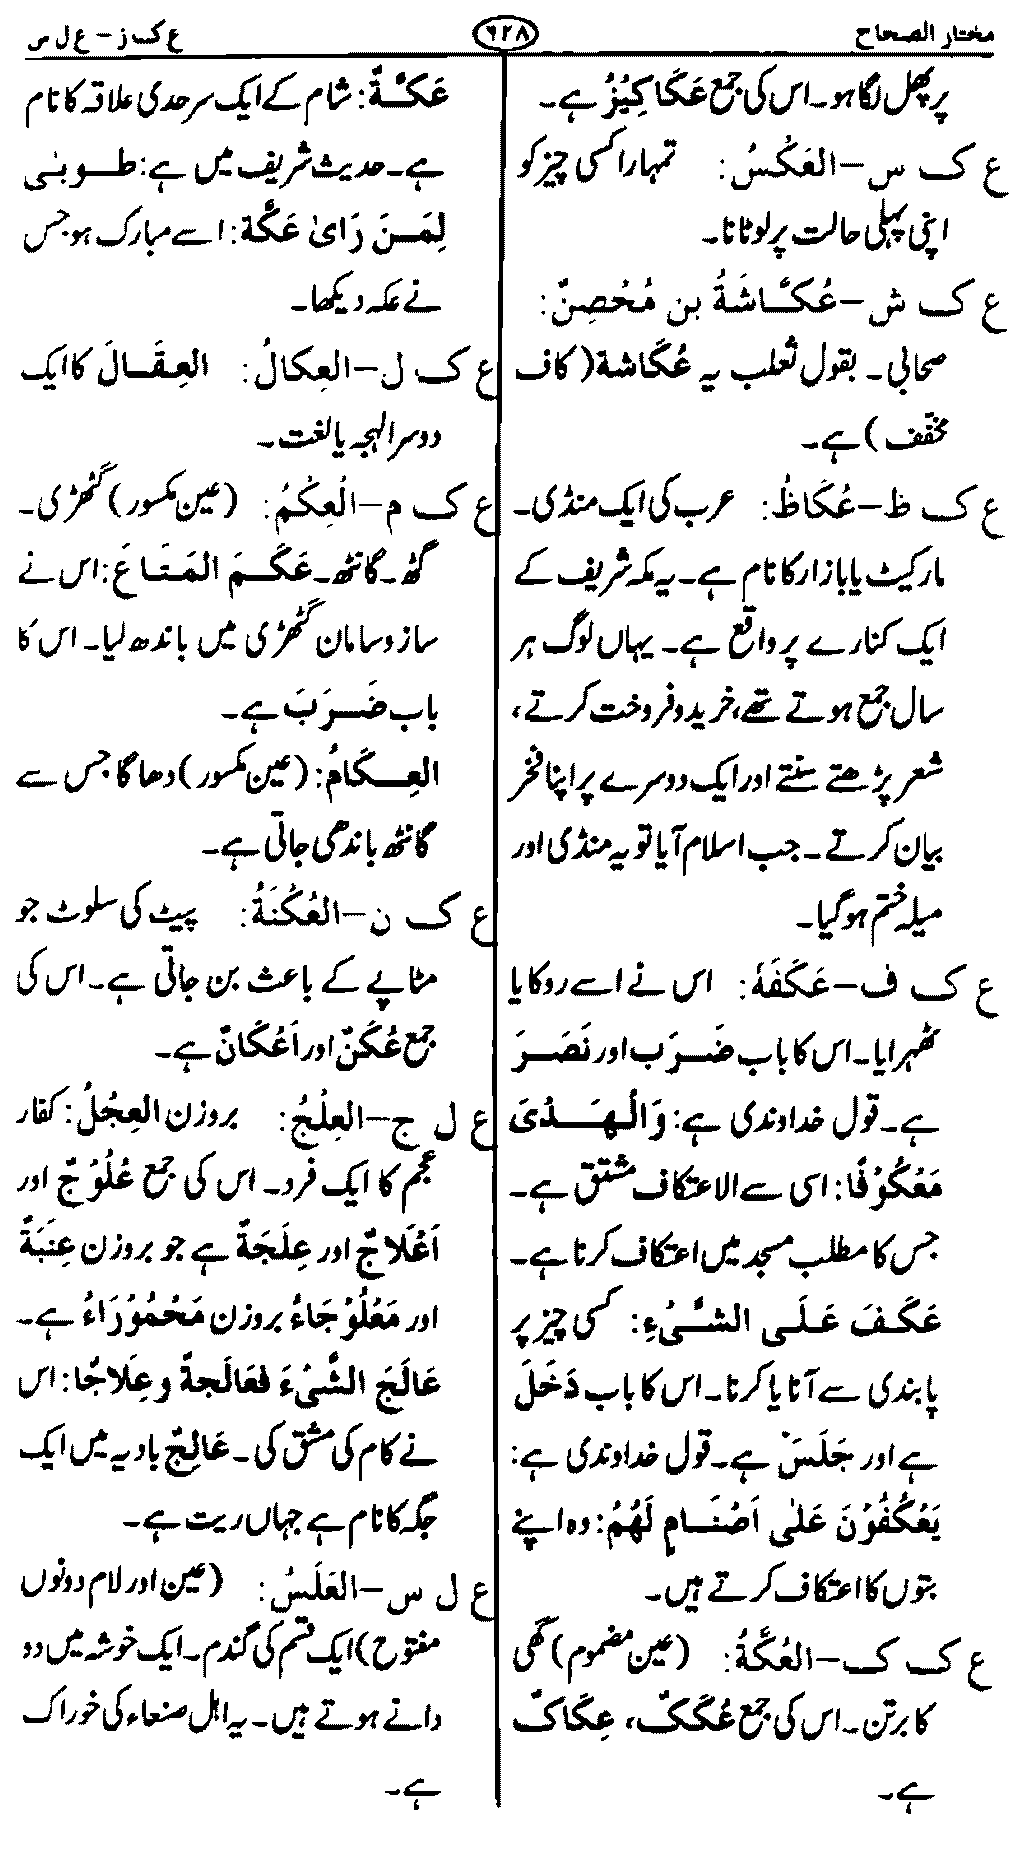 مختار الصحاح
۶۲۸
ع ک ز – ع ل س
پر پھل لگا ہو۔ اس کی جمع عَکَاکِیْزُ ہے۔
ع ک س – العَکْسُ: تمہارا کسی چیز کو
اپنی پہلی حالت پر لوٹانا۔
ع ک ش – عُکَّاشَةُ بن مُحْصِنٌ:
صحابی۔ بقول ثعلب یہ عُکَاشة (کاف
مخفف) ہے۔
ع ک ظ – عُکَاظُ: عرب کی ایک منڈی۔
مارکیٹ یا بازار کا نام ہے۔ یہ مکہ شریف کے
ایک کنارے پر واقع ہے۔ یہاں لوگ ہر
سال جمع ہوتے تھے، خرید و فروخت کرتے،
شعر پڑھتے سنتے اور ایک دوسرے پر اپنا فخر
بیان کرتے۔ جب اسلام آیا تو یہ منڈی اور
میلہ ختم ہو گیا۔
ع ک ف – عَکَفَهٗ: اس نے اسے روکا یا
ٹھہرایا۔ اس کا باب ضَرَبَ اور نَصَرَ
ہے۔ قول خداوندی ہے: وَالْهَدْیَ
مَعْکُوْفًا: اسی سے الاعتکاف مشتق ہے۔
جس کا مطلب مسجد میں اعتکاف کرنا ہے۔
عَکَفَ عَلَی الشَّیْءِ: کسی چیز پر
پابندی سے آنا یا کرنا۔ اس کا باب دَخَلَ
ہے اور جَلَسَ ہے۔ قول خداوندی ہے:
یَعْکُفُوْنَ عَلٰی اَصْنَامٍ لَهُمْ: وہ اپنے
بتوں کا اعتکاف کرتے ہیں۔
ع ک ک – العُکَّةُ: (عین مضموم) گھی
کا برتن۔ اس کی جمع عُکَکٌ، عِکَاکٌ
ہے۔
عَکَّةٌ: شام کے ایک سرحدی علاقہ کا نام
ہے۔ حدیث شریف میں ہے: طوبٰی
لِمَنَ رَایٰ عَکَّة: اسے مبارک ہو جس
نے عکہ دیکھا۔
ع ک ل – العِکالُ: العِقَالَ کا ایک
دوسرا لہجہ یا لغت۔
ع ک م – الْعِکْمُ: (عین مکسور) گٹھڑی۔
گٹھ۔ گانٹھ۔ عَکَمَ المَتَاعَ: اس نے
ساز و سامان گٹھڑی میں باندھ لیا۔ اس کا
باب ضَرَبَ ہے۔
العِکَامُ: (عین مکسور) دھاگا جس سے
گانٹھ باندھی جاتی ہے۔
ع ک ن – العُکْنَةُ: پیٹ کی سلوٹ جو
مٹاپے کے باعث بن جاتی ہے۔ اس کی
جمع عُکَنٌ اور اَعْکَانٌ ہے۔
ع ل ج – العِلْجُ: بروزن العِجْلُ: کفار
عجم کا ایک فرد۔ اس کی جمع عُلُوْجٌ اور
اَعْلَاجٌ اور عِلَجَةٌ ہے جو بروزن عِنَبَةٌ
اور مَعْلُوْجَاءُ بروزن مَحْمُوْرَاءُ ہے۔
عَالَجَ الشَّیْءَ فعَالَجةً وعِلَاجًا: اس
نے کام کی مشق کی۔ عَالِجٌ بادیہ میں ایک
جگہ کا نام ہے جہاں ریت ہے۔
ع ل س – العَلَسُ: (عین اور لام دونوں
مفتوح) ایک قسم کی گندم۔ ایک خوشہ میں دو
دانے ہوتے ہیں۔ یہ اہل صنعاء کی خوراک
ہے۔